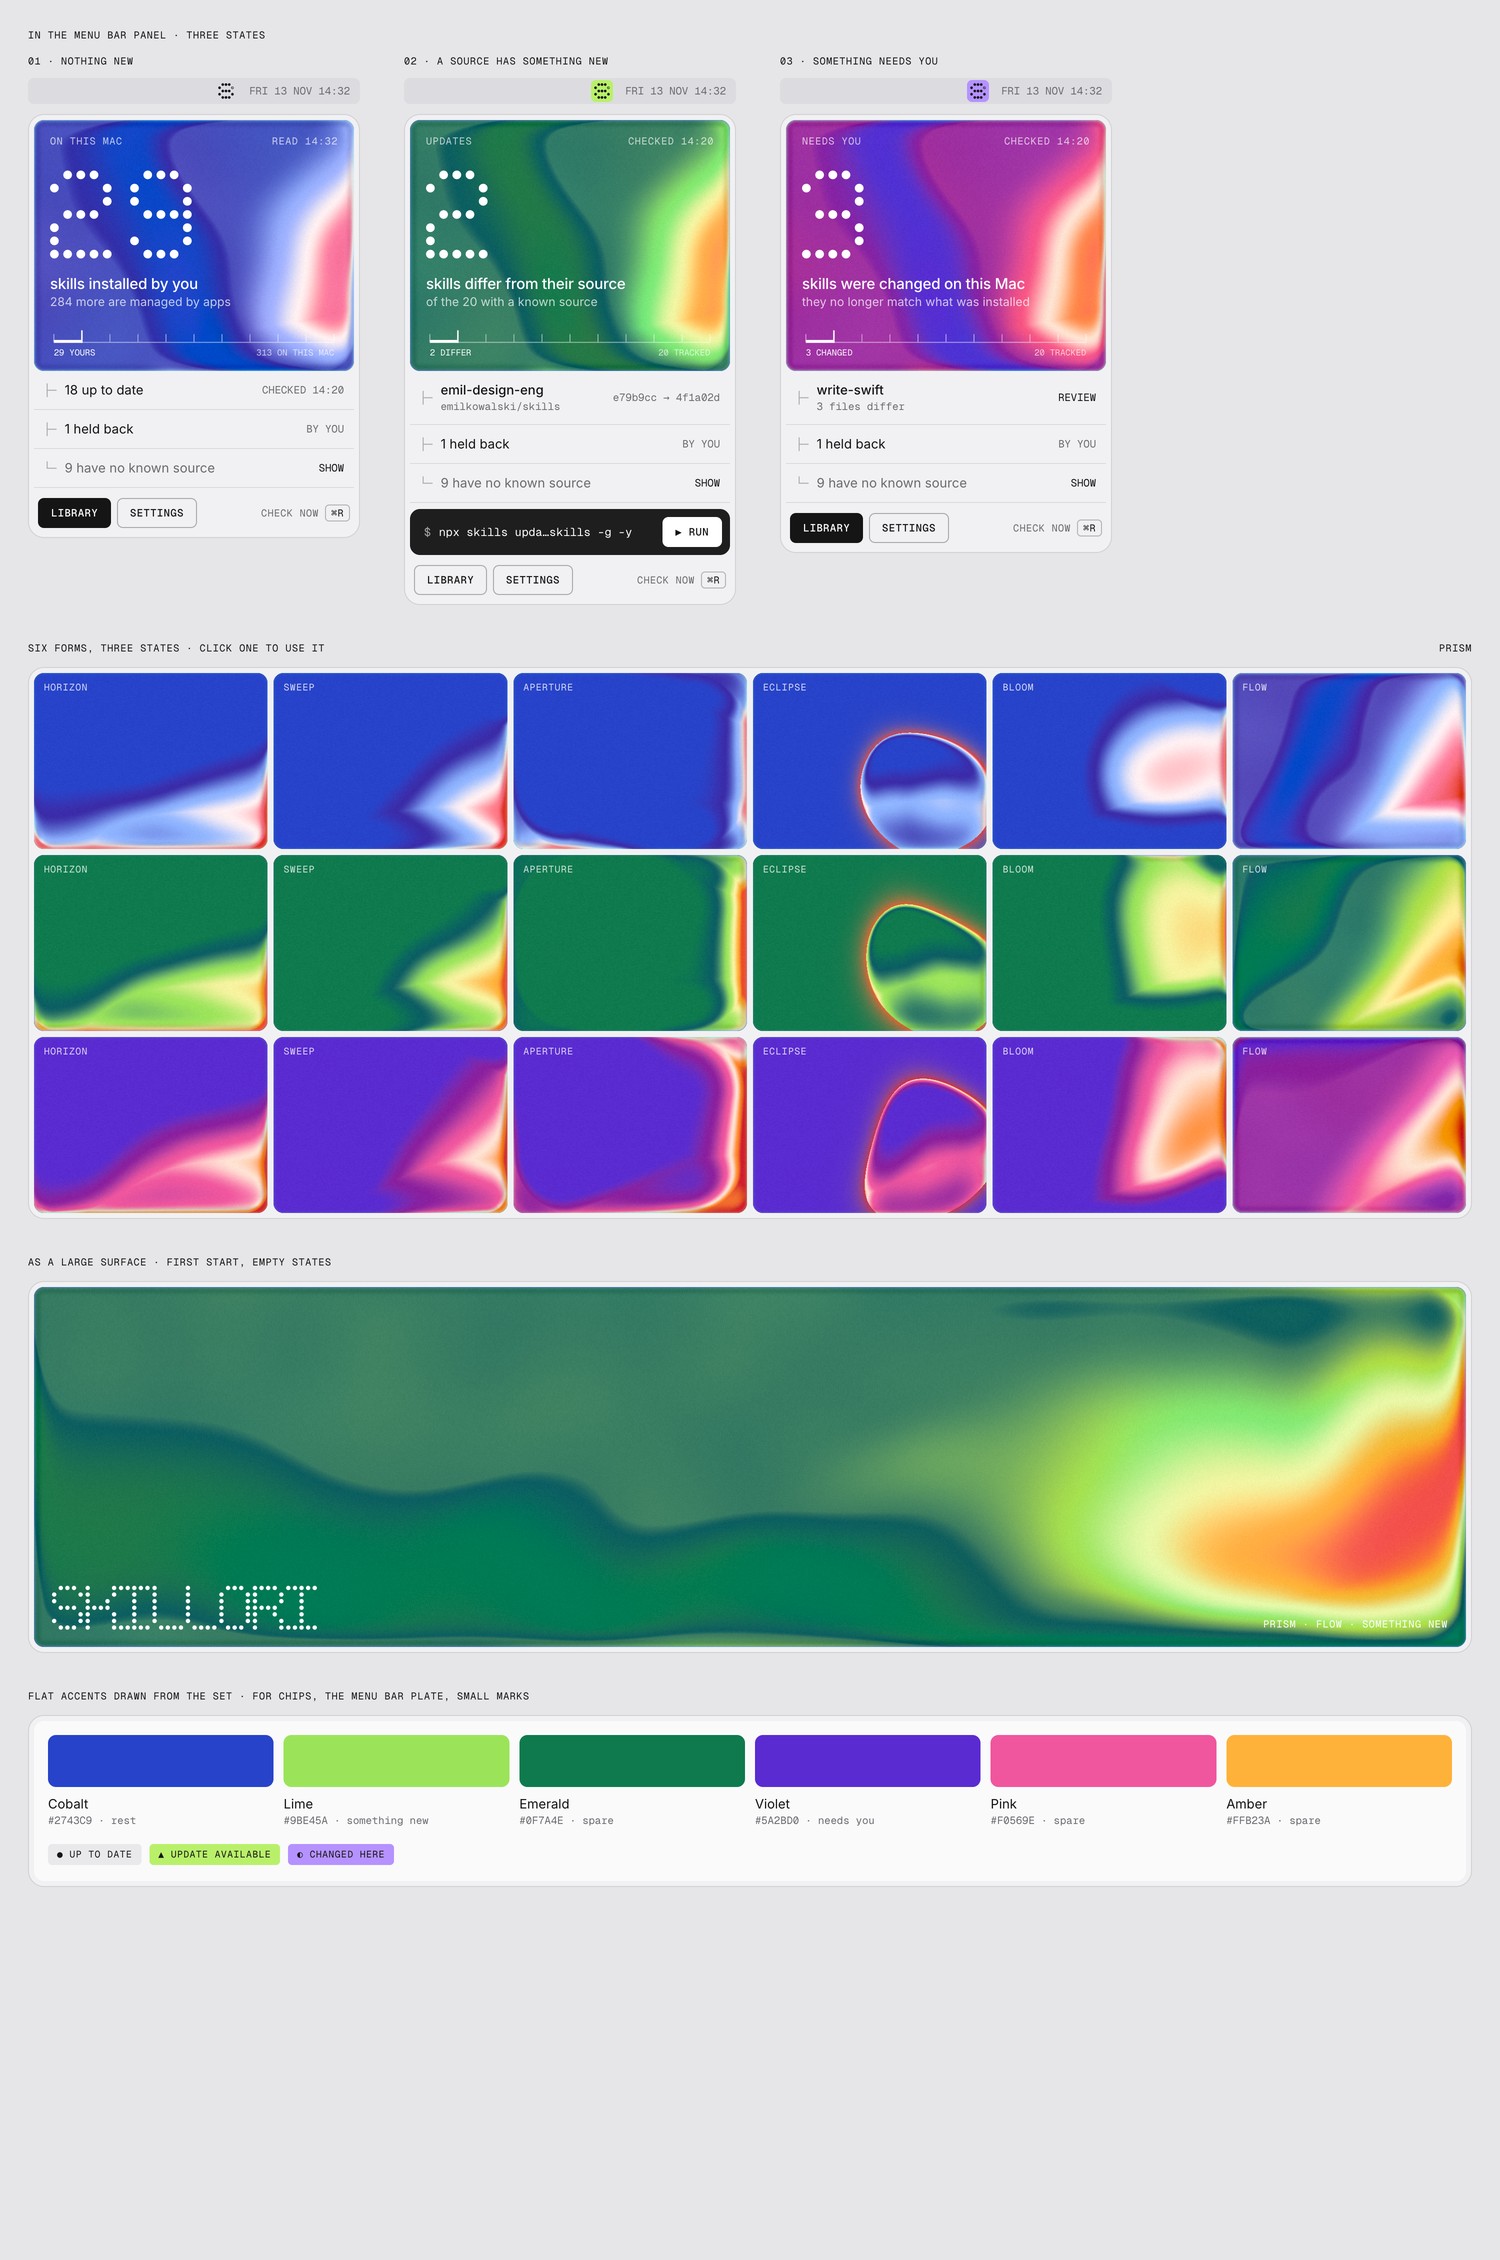 IN THE MENU BAR PANEL · THREE STATES
01 · NOTHING NEW
FRI 13 NOV 14:32
ON THIS MAC READ 14:32
29
skills installed by you
284 more are managed by apps
29 YOURS 313 ON THIS MAC
18 up to date CHECKED 14:20
1 held back BY YOU
9 have no known source SHOW
LIBRARY SETTINGS CHECK NOW ⌘R
02 · A SOURCE HAS SOMETHING NEW
FRI 13 NOV 14:32
UPDATES CHECKED 14:20
2
skills differ from their source
of the 20 with a known source
2 DIFFER 20 TRACKED
emil-design-eng e79b9cc → 4f1a02d
emilkowalski/skills
1 held back BY YOU
9 have no known source SHOW
$ npx skills upda…skills -g -y ▶ RUN
LIBRARY SETTINGS CHECK NOW ⌘R
03 · SOMETHING NEEDS YOU
FRI 13 NOV 14:32
NEEDS YOU CHECKED 14:20
3
skills were changed on this Mac
they no longer match what was installed
3 CHANGED 20 TRACKED
write-swift REVIEW
3 files differ
1 held back BY YOU
9 have no known source SHOW
LIBRARY SETTINGS CHECK NOW ⌘R
SIX FORMS, THREE STATES · CLICK ONE TO USE IT PRISM
HORIZON SWEEP APERTURE ECLIPSE BLOOM FLOW
HORIZON SWEEP APERTURE ECLIPSE BLOOM FLOW
HORIZON SWEEP APERTURE ECLIPSE BLOOM FLOW
AS A LARGE SURFACE · FIRST START, EMPTY STATES
SKILLORI
PRISM · FLOW · SOMETHING NEW
FLAT ACCENTS DRAWN FROM THE SET · FOR CHIPS, THE MENU BAR PLATE, SMALL MARKS
Cobalt Lime Emerald Violet Pink Amber
#2743C9 · rest #9BE45A · something new #0F7A4E · spare #5A2BD0 · needs you #F0569E · spare #FFB23A · spare
● UP TO DATE ▲ UPDATE AVAILABLE ◐ CHANGED HERE